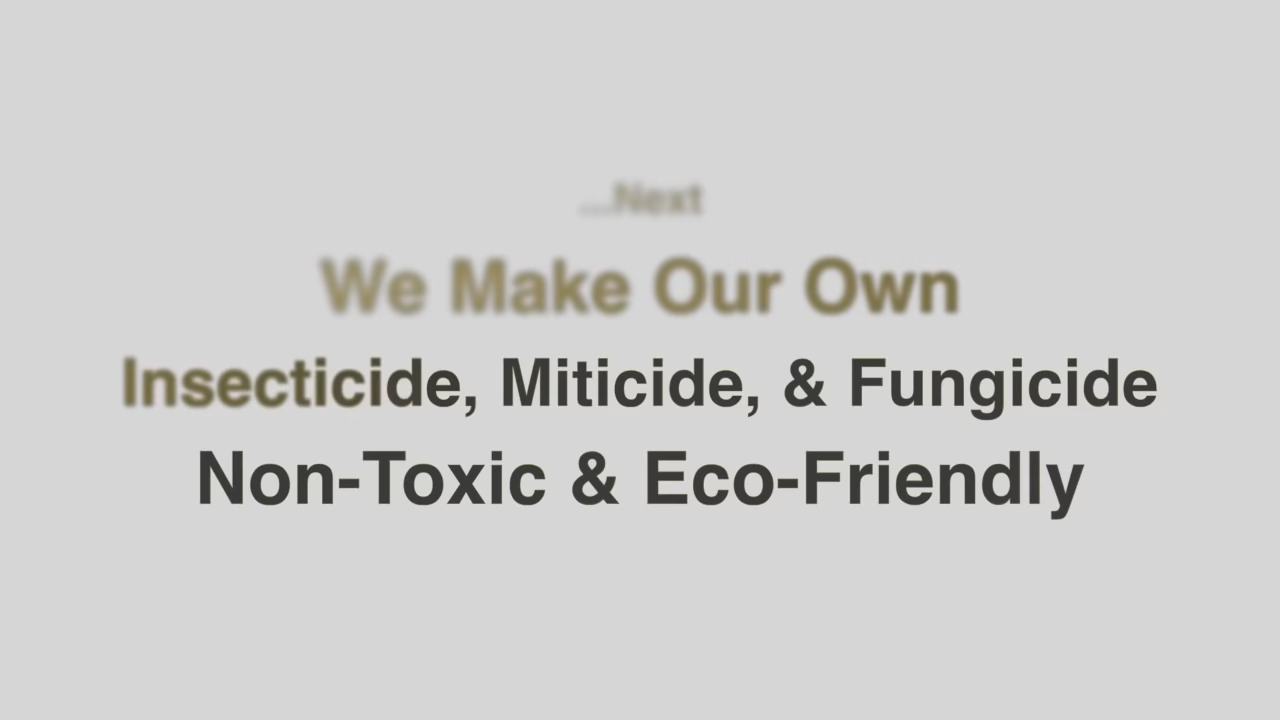 ...Next
We Make Our Own
Insecticide, Miticide, & Fungicide
Non-Toxic & Eco-Friendly